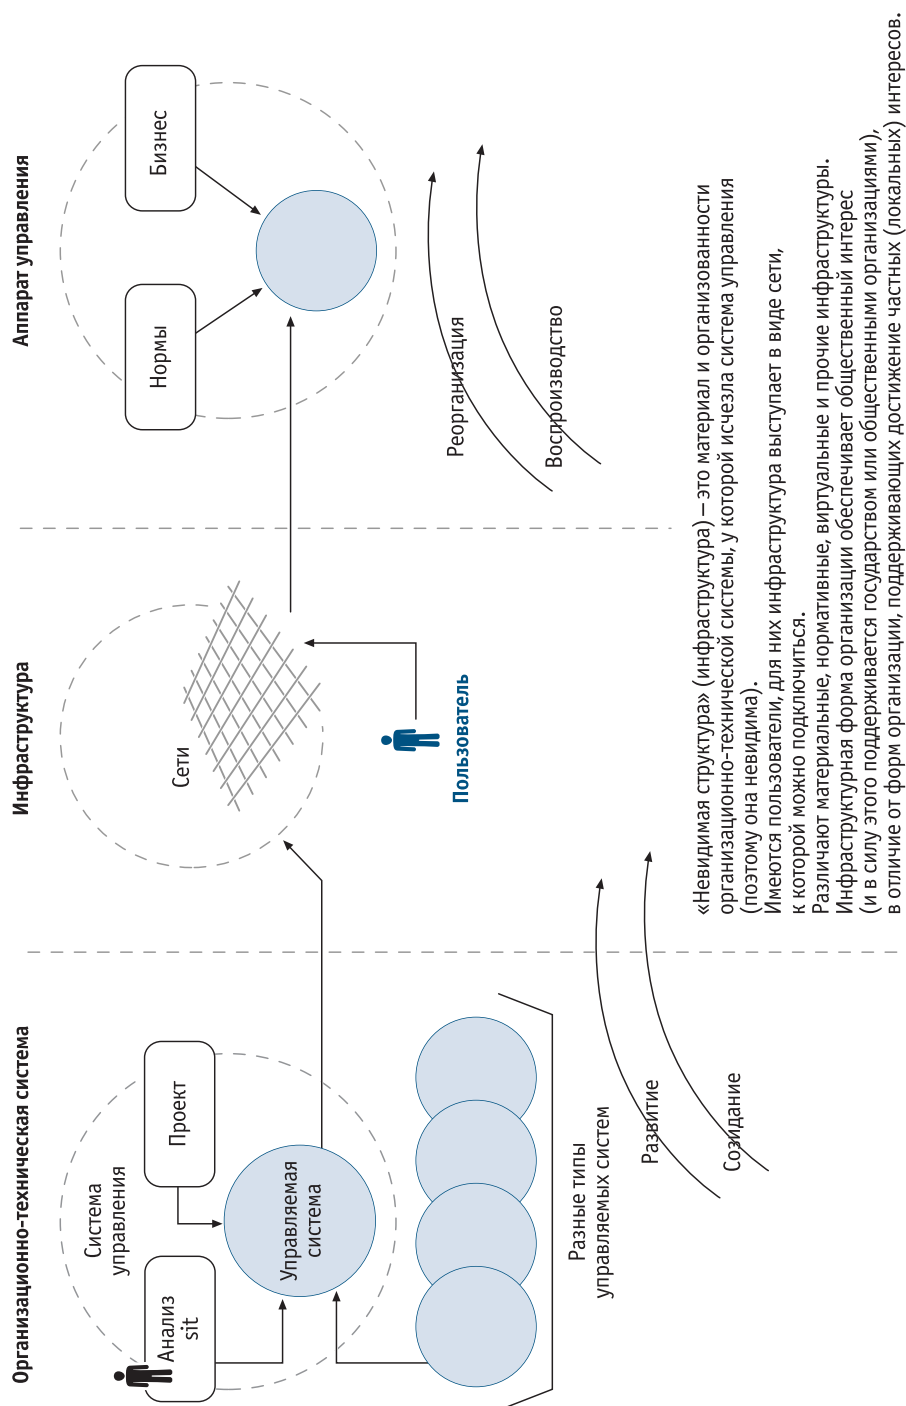 Организационно-техническая система
Инфраструктура
Аппарат управления
Система
управления
Анализ
sit
Проект
Управляемая
система
Разные типы
управляемых систем
Развитие
Созидание
Сети
Пользователь
Нормы
Бизнес
Реорганизация
Воспроизводство
«Невидимая структура» (инфраструктура) – это материал и организованности
организационно-технической системы, у которой исчезла система управления
(поэтому она невидима).
Имеются пользователи, для них инфраструктура выступает в виде сети,
к которой можно подключиться.
Различают материальные, нормативные, виртуальные и прочие инфраструктуры.
Инфраструктурная форма организации обеспечивает общественный интерес
(и в силу этого поддерживается государством или общественными организациями),
в отличие от форм организации, поддерживающих достижение частных (локальных) интересов.